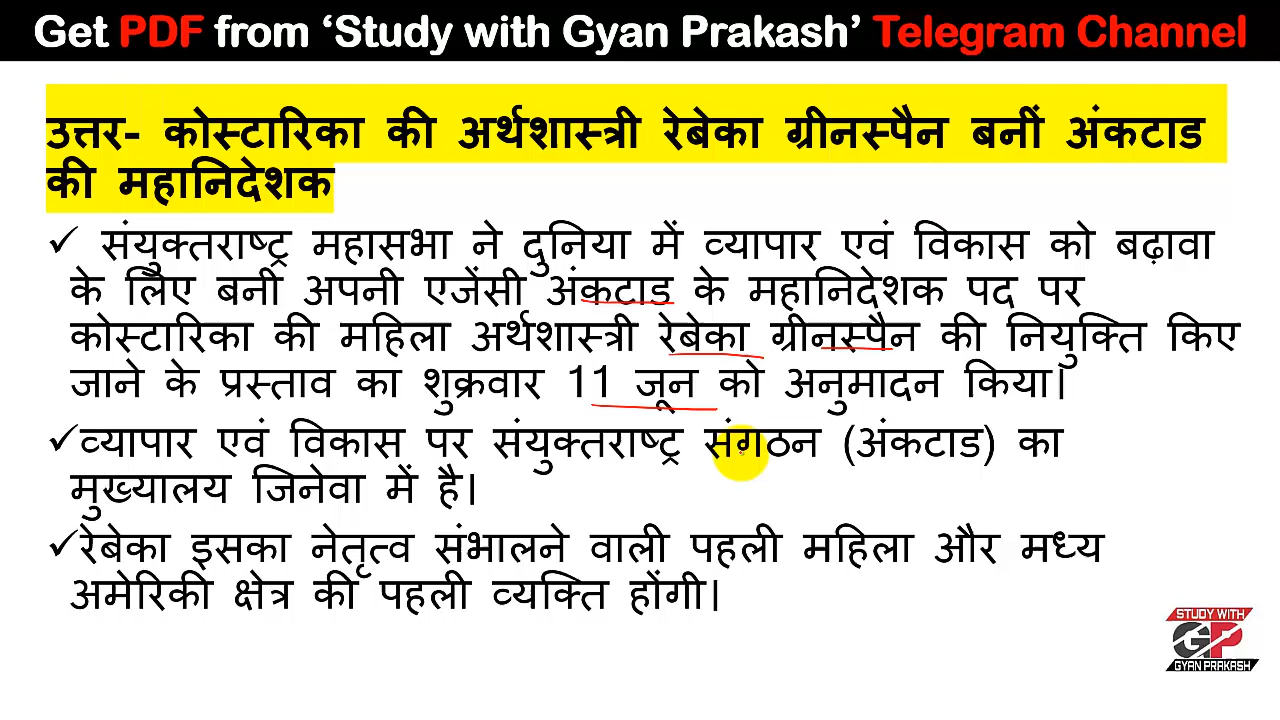 Get PDF from ‘Study with Gyan Prakash’ Telegram Channel
उत्तर- कोस्टारिका की अर्थशास्त्री रेबेका ग्रीनस्पैन बनीं अंकटाड
की महानिदेशक
✓ संयुक्तराष्ट्र महासभा ने दुनिया में व्यापार एवं विकास को बढ़ावा
के लिए बनी अपनी एजेंसी अंकटाड के महानिदेशक पद पर
कोस्टारिका की महिला अर्थशास्त्री रेबेका ग्रीनस्पैन की नियुक्ति किए
जाने के प्रस्ताव का शुक्रवार 11 जून को अनुमादन किया।
✓व्यापार एवं विकास पर संयुक्तराष्ट्र संगठन (अंकटाड) का
मुख्यालय जिनेवा में है।
✓रेबेका इसका नेतृत्व संभालने वाली पहली महिला और मध्य
अमेरिकी क्षेत्र की पहली व्यक्ति होंगी।
STUDY WITH
GP
GYAN PRAKASH